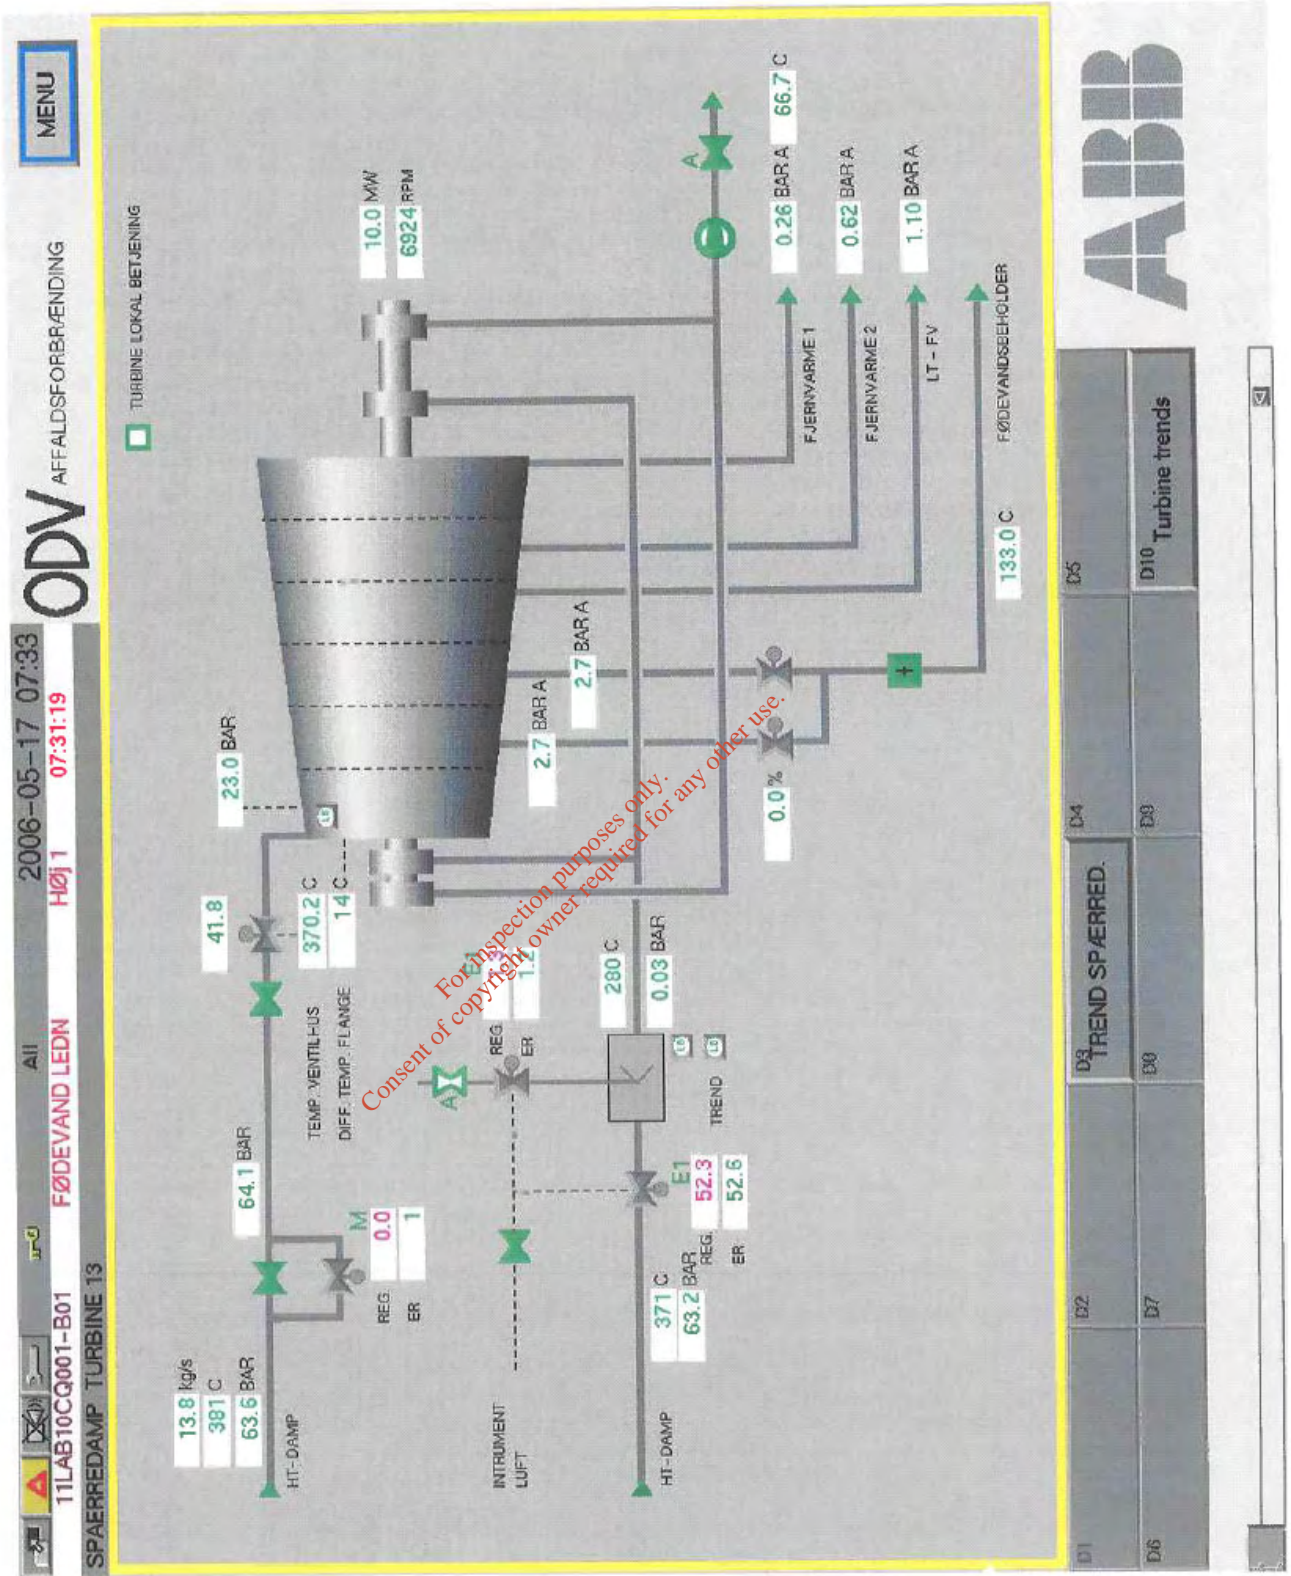 All
2006-05-17 07:33
11LAB10CQ001-B01
FØDEVAND LEDN
HØj 1
07:31:19
ODV AFFALDSFORBRÆNDING
MENU
SPAERREDAMP TURBINE 13
TURBINE LOKAL BETJENING
13.8 kg/s
381 C
63.6 BAR
HT-DAMP
64.1 BAR
M
REG. 0.0
ER 1
41.8
23.0 BAR
TEMP. VENTILHUS 370.2 C
DIFF. TEMP. FLANGE 14 C
LB
10.0 MW
6924 RPM
A
E1
REG.
ER
INTRUMENT
LUFT
280 C
0.03 BAR
LB
LB
TREND
HT-DAMP
371 C
63.2 BAR
E1
REG. 52.3
ER 52.6
2.7 BAR A
2.7 BAR A
0.0 %
A
FJERNVARME 1
0.26 BAR A
66.7 C
FJERNVARME 2
0.62 BAR A
LT - FV
1.10 BAR A
FØDEVANDSBEHOLDER
133.0 C
For inspection purposes only.
Consent of copyright owner required for any other use.
D1
D2
D3 TREND SPÆRRED.
D4
D5
D6
D7
D8
D9
D10 Turbine trends
ABB